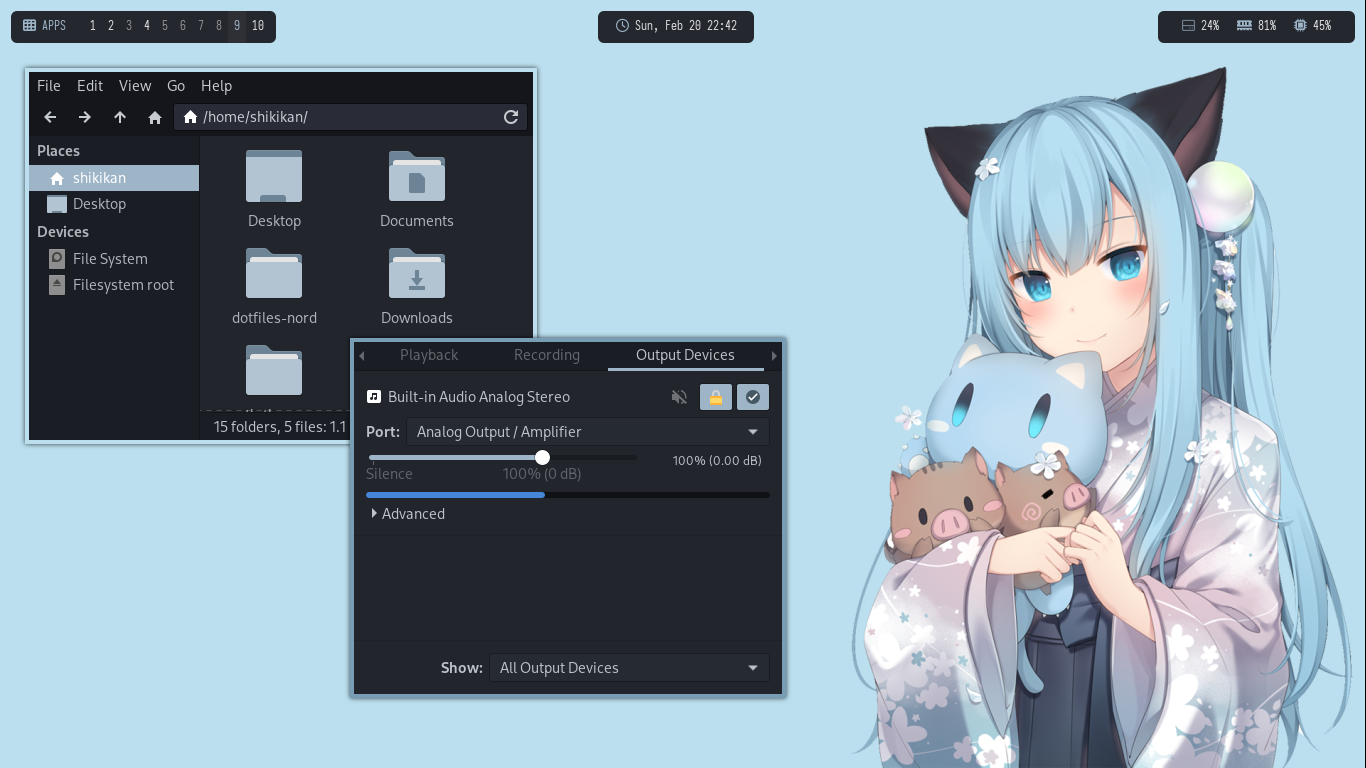 APPS 1 2 3 4 5 6 7 8 9 10
Sun, Feb 20 22:42
24% 81% 45%
File Edit View Go Help
/home/shikikan/
Places
shikikan
Desktop
Devices
File System
Filesystem root
Desktop Documents
dotfiles-nord Downloads
15 folders, 5 files: 1.1
Playback Recording Output Devices
Built-in Audio Analog Stereo
Port: Analog Output / Amplifier
100% (0.00 dB)
Silence 100% (0 dB)
Advanced
Show: All Output Devices